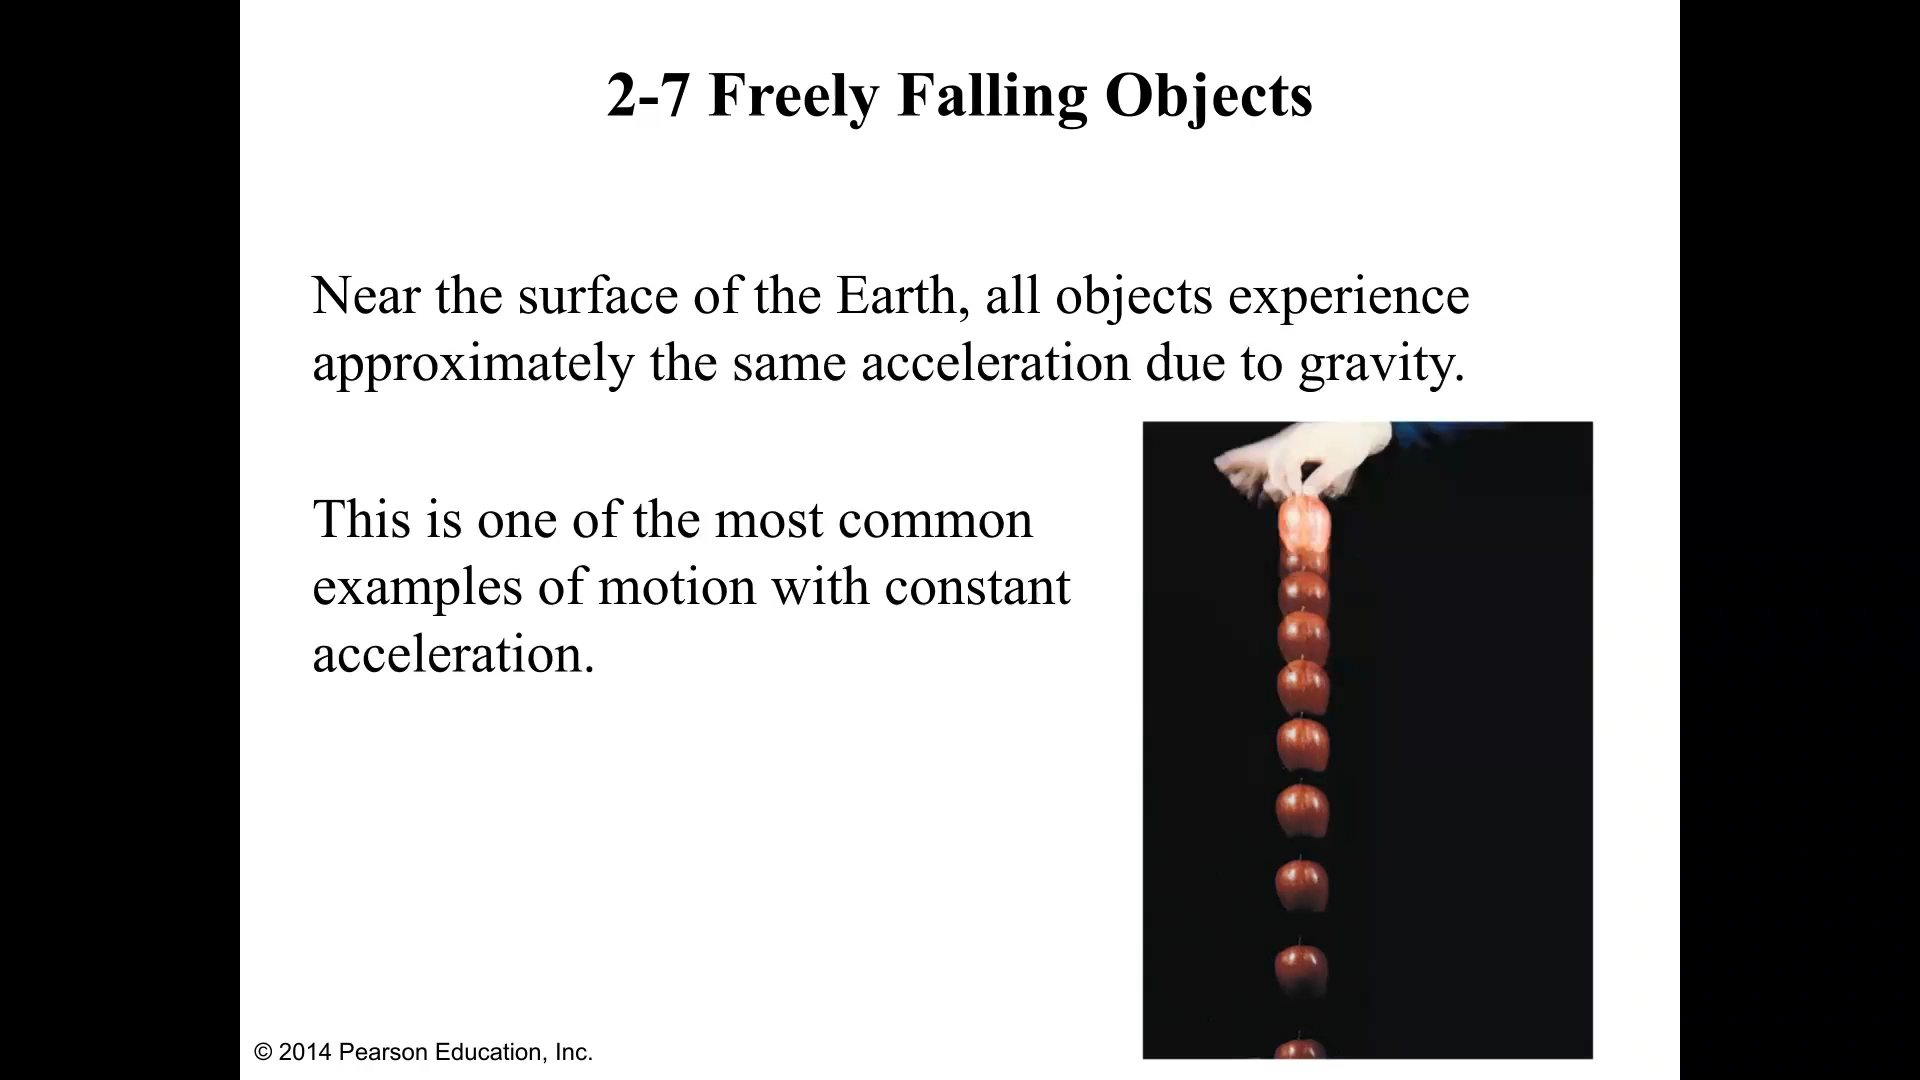 2-7 Freely Falling Objects
Near the surface of the Earth, all objects experience
approximately the same acceleration due to gravity.
This is one of the most common
examples of motion with constant
acceleration.
© 2014 Pearson Education, Inc.